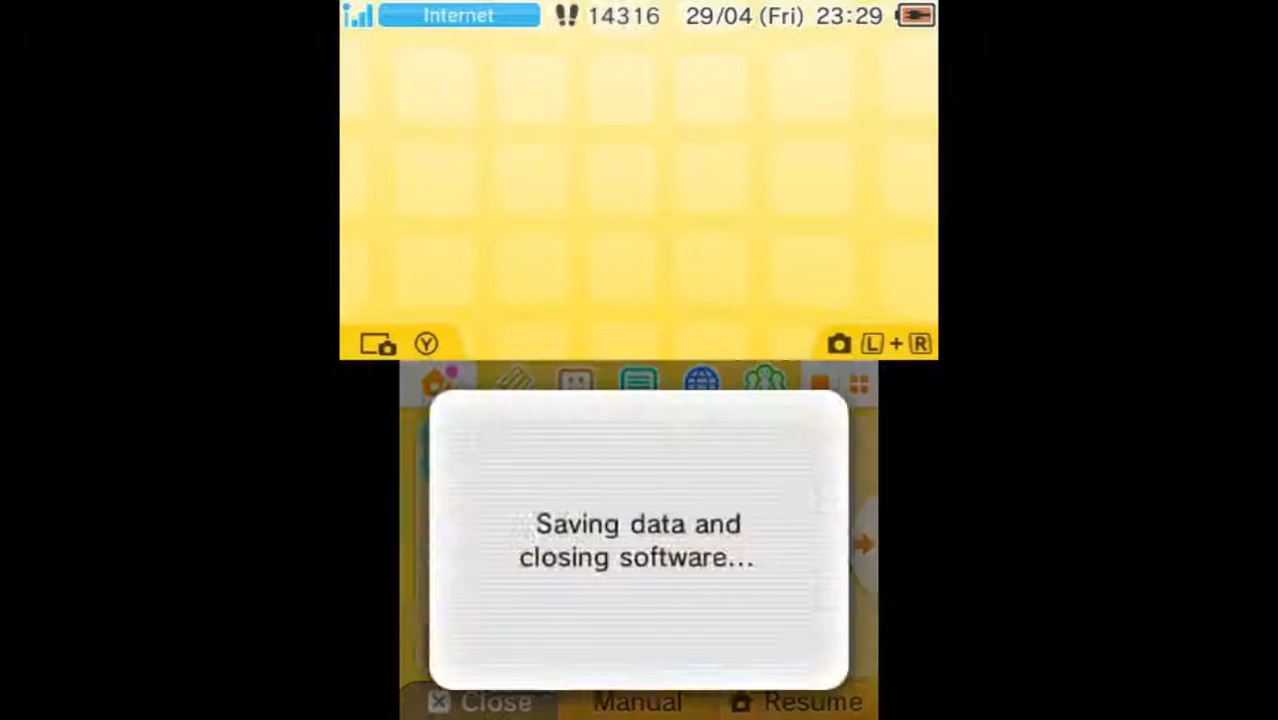 Internet 14316 29/04 (Fri) 23:29
Y L + R
Saving data and
closing software...
X Close Manual Resume